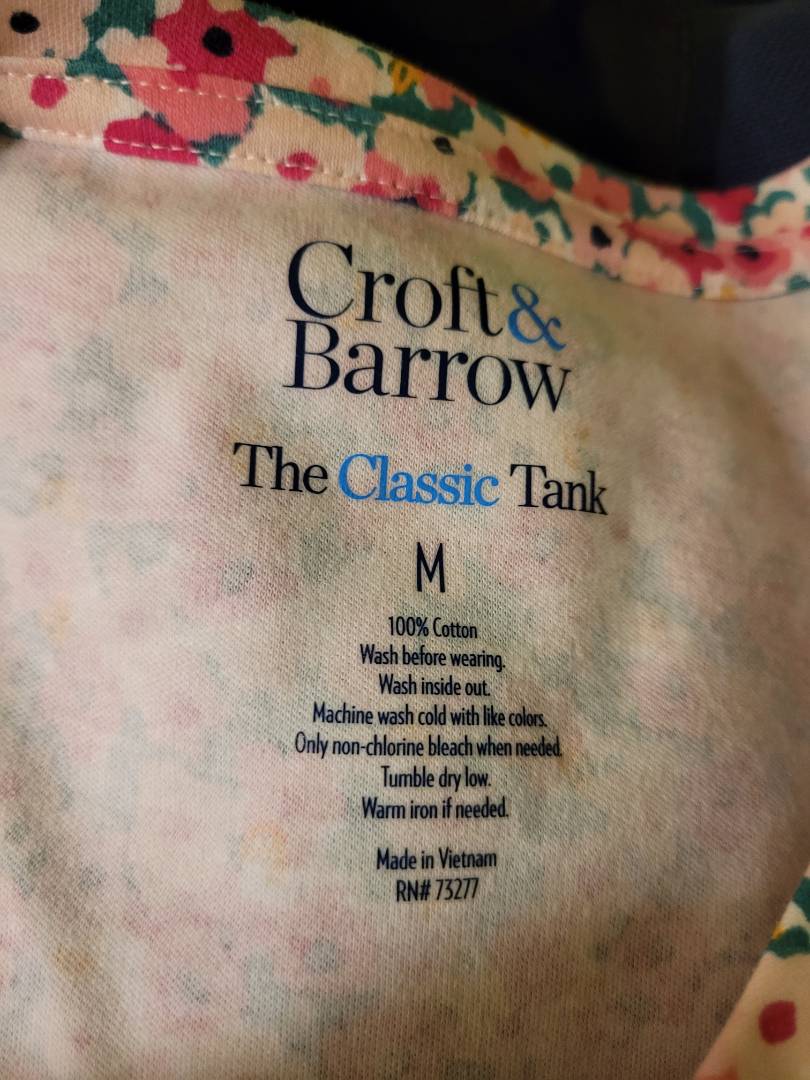 Croft&
Barrow
The Classic Tank
M
100% Cotton
Wash before wearing.
Wash inside out.
Machine wash cold with like colors.
Only non-chlorine bleach when needed.
Tumble dry low.
Warm iron if needed.
Made in Vietnam
RN# 73277